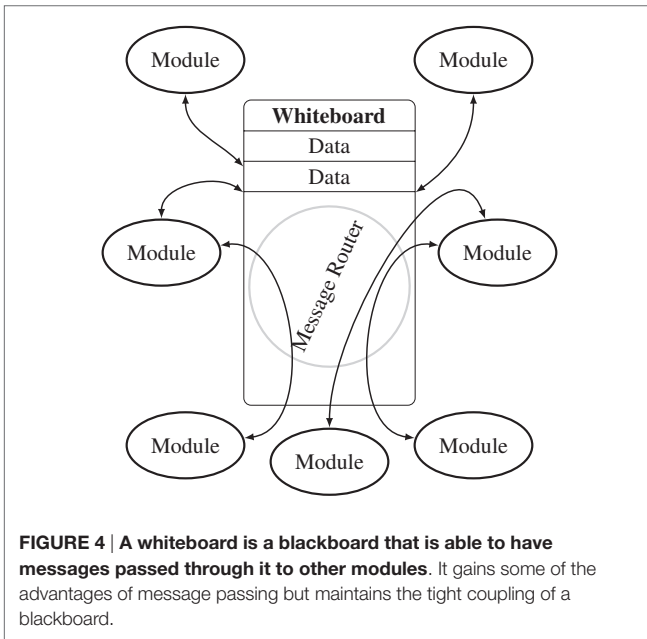 Module
Module
Whiteboard
Data
Data
Module
Message Router
Module
Module
Module
Module
FIGURE 4 | A whiteboard is a blackboard that is able to have
messages passed through it to other modules. It gains some of the
advantages of message passing but maintains the tight coupling of a
blackboard.